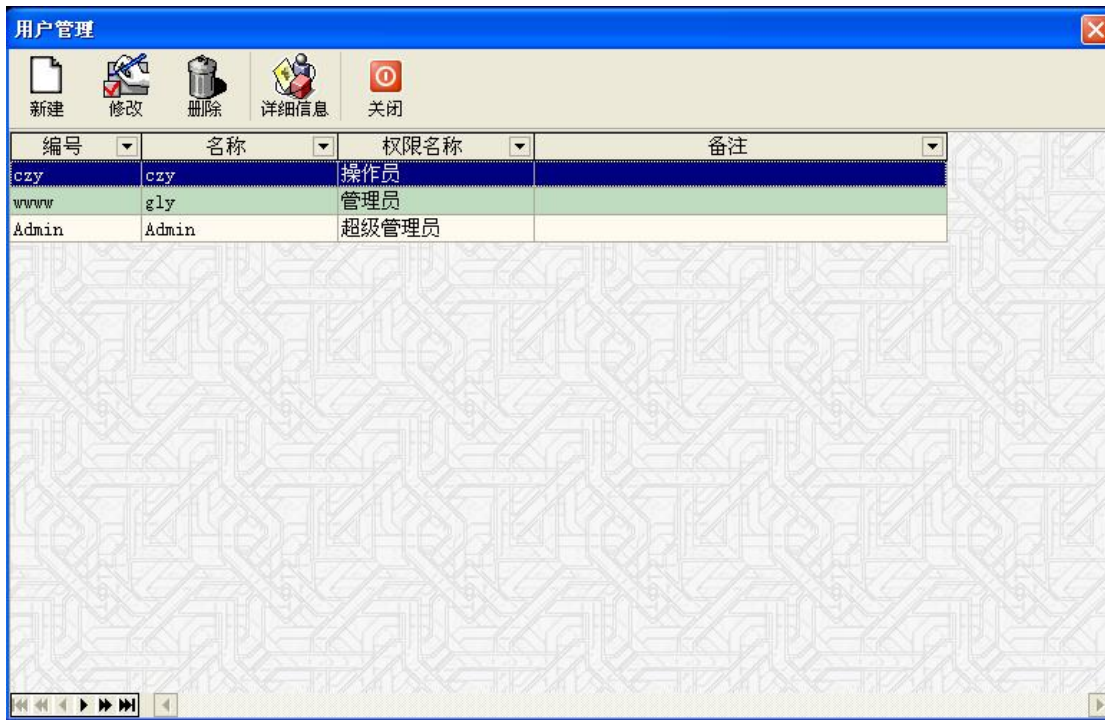 用户管理
新建 修改 删除 详细信息 关闭
编号 名称 权限名称 备注
czy czy 操作员
wwww gly 管理员
Admin Admin 超级管理员